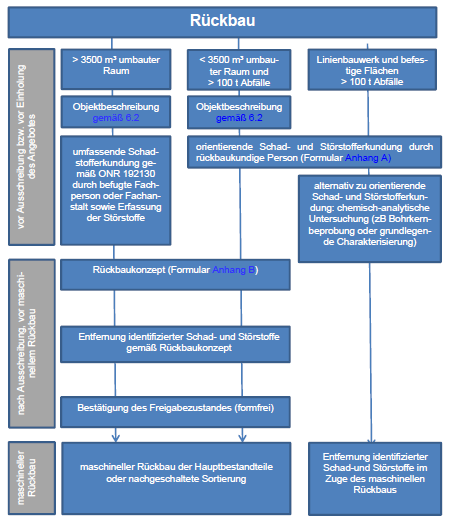 Rückbau
vor Ausschreibung bzw. vor Einholung
des Angebotes
> 3500 m³ umbauter
Raum
< 3500 m³ umbau-
ter Raum und
> 100 t Abfälle
Linienbauwerk und befes-
tige Flächen
> 100 t Abfälle
Objektbeschreibung
gemäß 6.2
Objektbeschreibung
gemäß 6.2
umfassende Schad-
stofferkundung ge-
mäß ONR 192130
durch befugte Fach-
person oder Fachan-
stalt sowie Erfassung
der Störstoffe
orientierende Schad- und Störstofferkundung durch
rückbaukundige Person (Formular Anhang A)
alternativ zu orientierende
Schad- und Störstofferkun-
dung: chemisch-analytische
Untersuchung (zB Bohrkern-
beprobung oder grundlegen-
de Charakterisierung)
nach Ausschreibung, vor maschi-
nellem Rückbau
Rückbaukonzept (Formular Anhang B)
Entfernung identifizierter Schad- und Störstoffe
gemäß Rückbaukonzept
Bestätigung des Freigabezustandes (formfrei)
maschineller
Rückbau
maschineller Rückbau der Hauptbestandteile
oder nachgeschaltete Sortierung
Entfernung identifizierter
Schad-und Störstoffe im
Zuge des maschinellen
Rückbaus